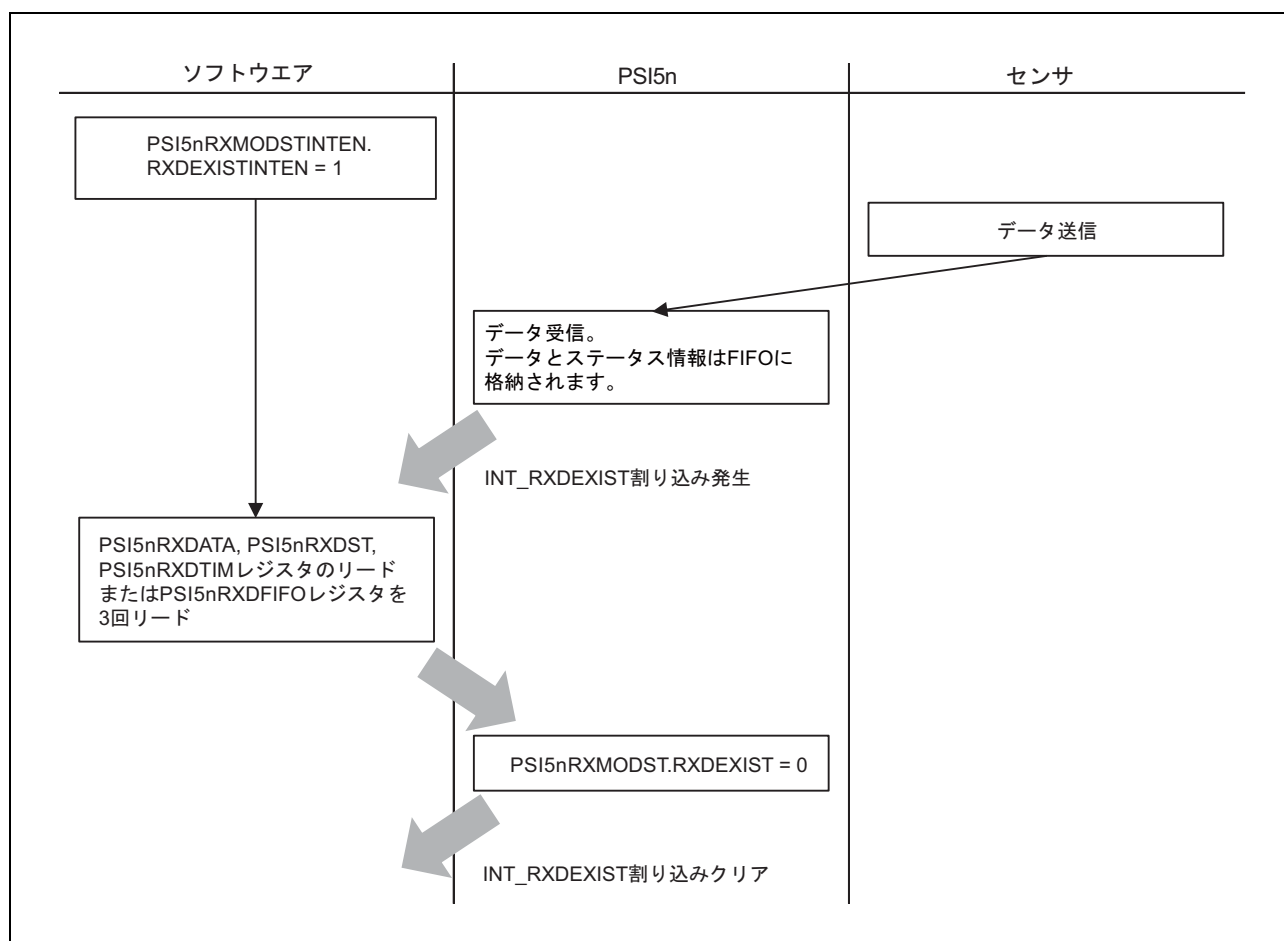 ソフトウエア
PSI5n
センサ
PSI5nRXMODSTINTEN.
RXDEXISTINTEN = 1
データ送信
データ受信。
データとステータス情報はFIFOに
格納されます。
INT_RXDEXIST割り込み発生
PSI5nRXDATA, PSI5nRXDST,
PSI5nRXDTIMレジスタのリード
またはPSI5nRXDFIFOレジスタを
3回リード
PSI5nRXMODST.RXDEXIST = 0
INT_RXDEXIST割り込みクリア